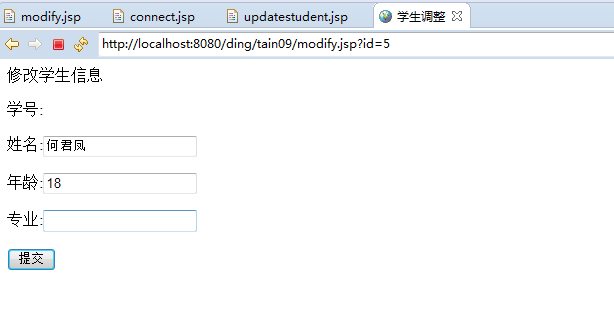 modify.jsp connect.jsp updatestudent.jsp 学生调整
http://localhost:8080/ding/tain09/modify.jsp?id=5
修改学生信息
学号:
姓名:何君凤
年龄:18
专业:
提交